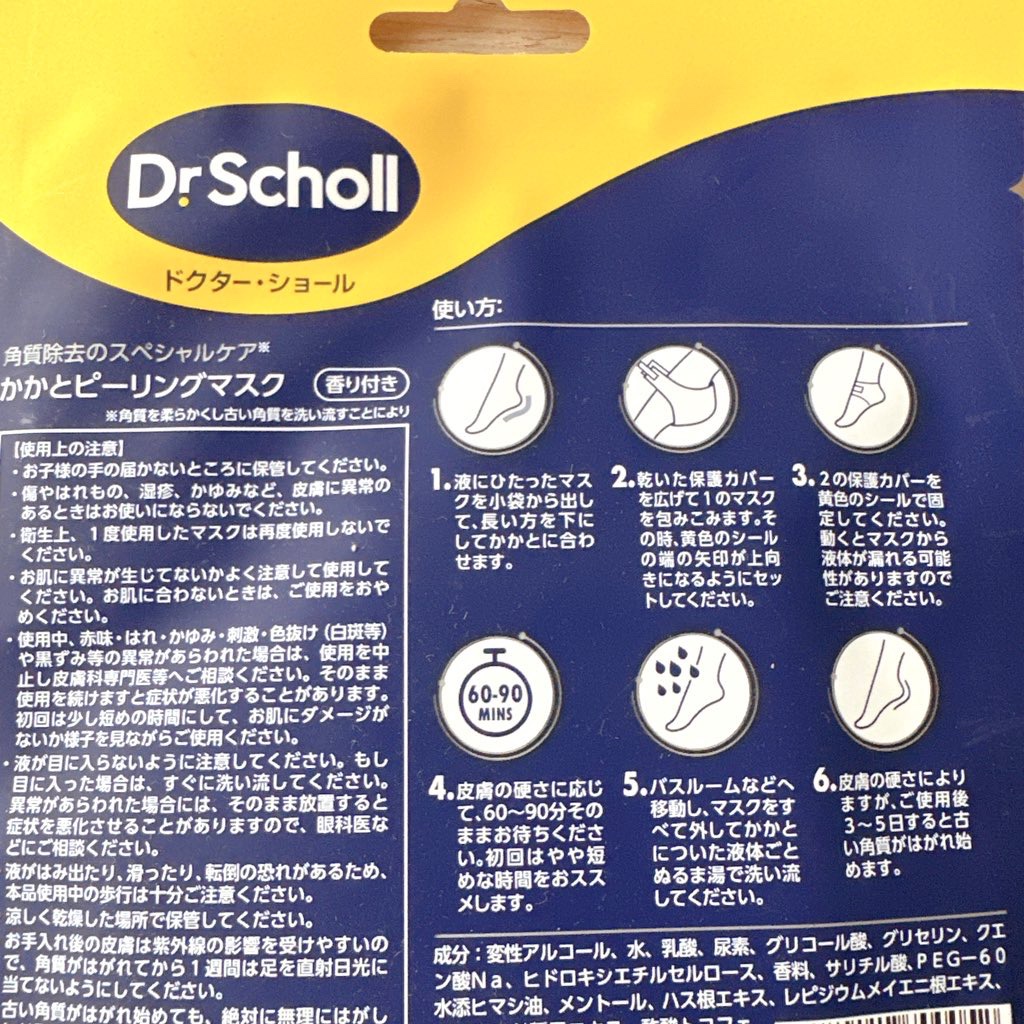 Dr.Scholl
ドクター・ショール
角質除去のスペシャルケア※
かかとピーリングマスク 香り付き
※角質を柔らかくし古い角質を洗い流すことにより
【使用上の注意】
・お子様の手の届かないところに保管してください。
・傷やはれもの、湿疹、かゆみなど、皮膚に異常の
あるときはお使いにならないでください。
・衛生上、1度使用したマスクは再度使用しないで
ください。
・お肌に異常が生じてないかよく注意して使用して
ください。お肌に合わないときは、ご使用をおや
めください。
・使用中、赤味・はれ・かゆみ・刺激・色抜け（白斑等）
や黒ずみ等の異常があらわれた場合は、使用を中
止し皮膚科専門医等へご相談ください。そのまま
使用を続けますと症状が悪化することがあります。
初回は少し短めの時間にして、お肌にダメージが
ないか様子を見ながらご使用ください。
・液が目に入らないように注意してください。もし
目に入った場合は、すぐに洗い流してください。
異常があらわれた場合には、そのまま放置すると
症状を悪化させることがありますので、眼科医な
どにご相談ください。
液がはみ出たり、滑ったり、転倒の恐れがあるため、
本品使用中の歩行は十分ご注意ください。
涼しく乾燥した場所で保管してください。
お手入れ後の皮膚は紫外線の影響を受けやすいの
で、角質がはがれてから1週間は足を直射日光に
当てないようにしてください。
古い角質がはがれ始めても、絶対に無理にはがし
使い方:
1.液にひたったマス
クを小袋から出し
て、長い方を下に
してかかとに合わ
せます。
2.乾いた保護カバー
を広げて1のマスク
を包みこみます。そ
の時、黄色のシール
の端の矢印が上向
きになるようにセッ
トしてください。
3.2の保護カバーを
黄色のシールで固
定してください。
動くとマスクから
液体が漏れる可能
性がありますので
ご注意ください。
60-90
MINS
4.皮膚の硬さに応じ
て、60～90分その
ままお待ちくださ
い。初回はやや短
めな時間をおスス
メします。
5.バスルームなどへ
移動し、マスクをす
べて外してかかと
についた液体ごと
ぬるま湯で洗い流
してください。
6.皮膚の硬さにより
ますが、ご使用後
3～5日すると古
い角質がはがれ始
めます。
成分：変性アルコール、水、乳酸、尿素、グリコール酸、グリセリン、クエ
ン酸Na、ヒドロキシエチルセルロース、香料、サリチル酸、PEG－60
水添ヒマシ油、メントール、ハス根エキス、レピジウムメイエニ根エキス、